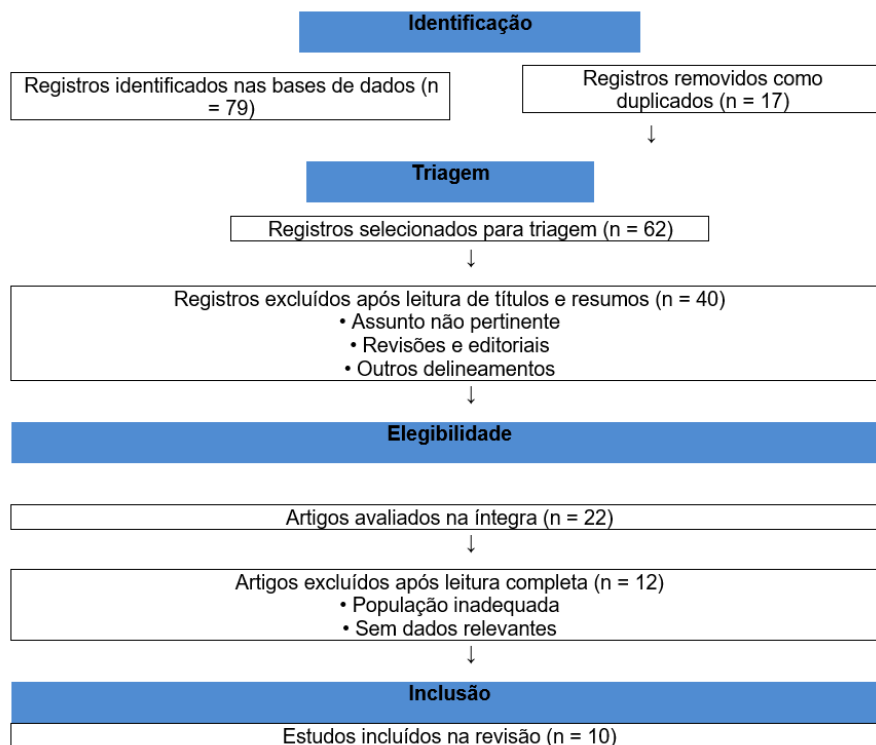 Identificação
Registros identificados nas bases de dados (n
= 79)
Registros removidos como
duplicados (n = 17)
↓
Triagem
Registros selecionados para triagem (n = 62)
↓
Registros excluídos após leitura de títulos e resumos (n = 40)
• Assunto não pertinente
• Revisões e editoriais
• Outros delineamentos
↓
Elegibilidade
Artigos avaliados na íntegra (n = 22)
↓
Artigos excluídos após leitura completa (n = 12)
• População inadequada
• Sem dados relevantes
↓
Inclusão
Estudos incluídos na revisão (n = 10)